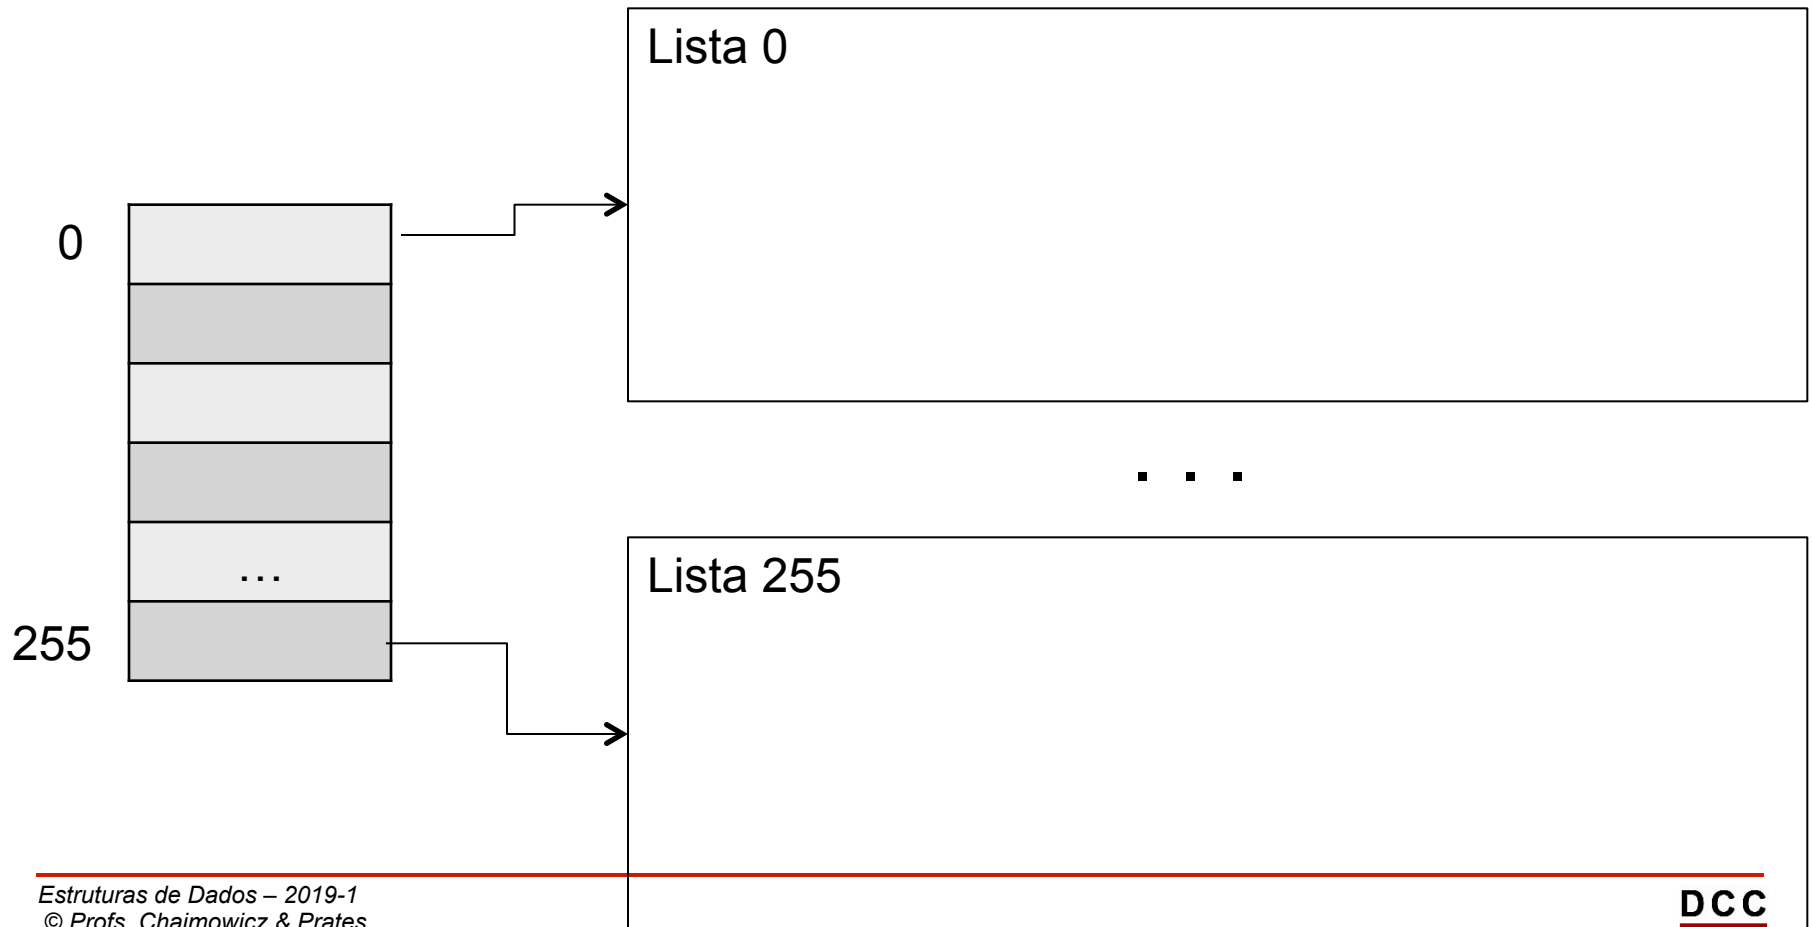 Lista 0
0
. . .
...
Lista 255
255
Estruturas de Dados – 2019-1
© Profs. Chaimowicz & Prates
DCC